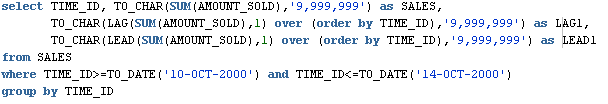 select TIME_ID, TO_CHAR(SUM(AMOUNT_SOLD),'9,999,999') as SALES,
TO_CHAR(LAG(SUM(AMOUNT_SOLD),1) over (order by TIME_ID),'9,999,999') as LAG1,
TO_CHAR(LEAD(SUM(AMOUNT_SOLD),1) over (order by TIME_ID),'9,999,999') as LEAD1
from SALES
where TIME_ID>=TO_DATE('10-OCT-2000') and TIME_ID<=TO_DATE('14-OCT-2000')
group by TIME_ID